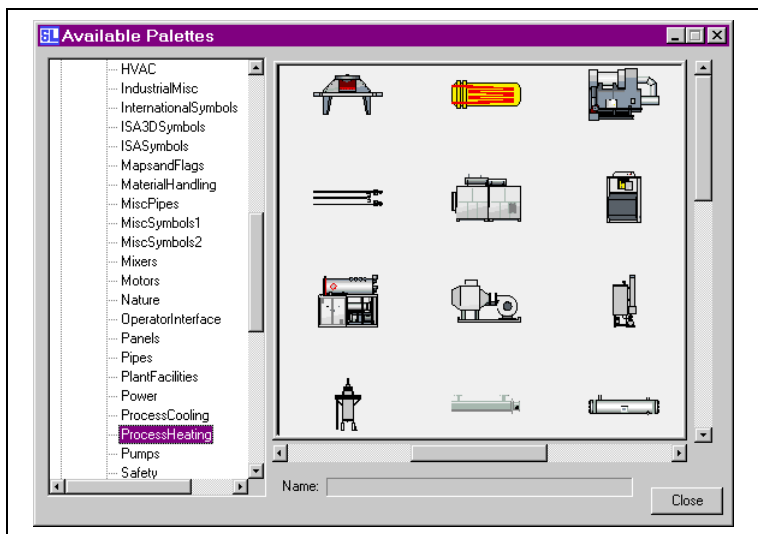 SL Available Palettes
HVAC
IndustrialMisc
InternationalSymbols
ISA3DSymbols
ISASymbols
MapsandFlags
MaterialHandling
MiscPipes
MiscSymbols1
MiscSymbols2
Mixers
Motors
Nature
OperatorInterface
Panels
Pipes
PlantFacilities
Power
ProcessCooling
ProcessHeating
Pumps
Safety
Name:
Close